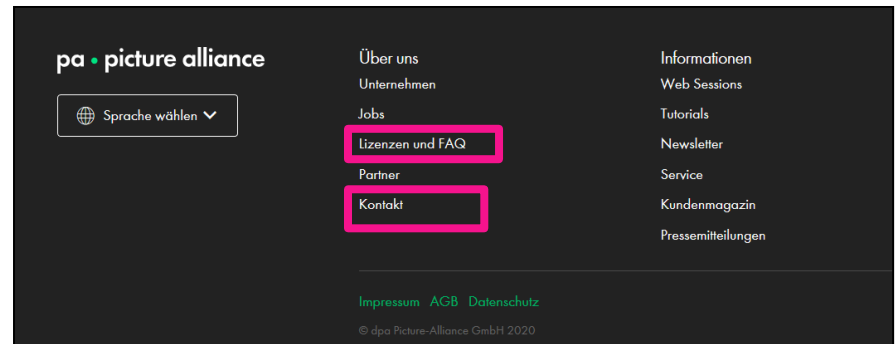 pa • picture alliance
Sprache wählen
Über uns
Unternehmen
Jobs
Lizenzen und FAQ
Partner
Kontakt
Informationen
Web Sessions
Tutorials
Newsletter
Service
Kundenmagazin
Pressemitteilungen
Impressum AGB Datenschutz
© dpa Picture-Alliance GmbH 2020